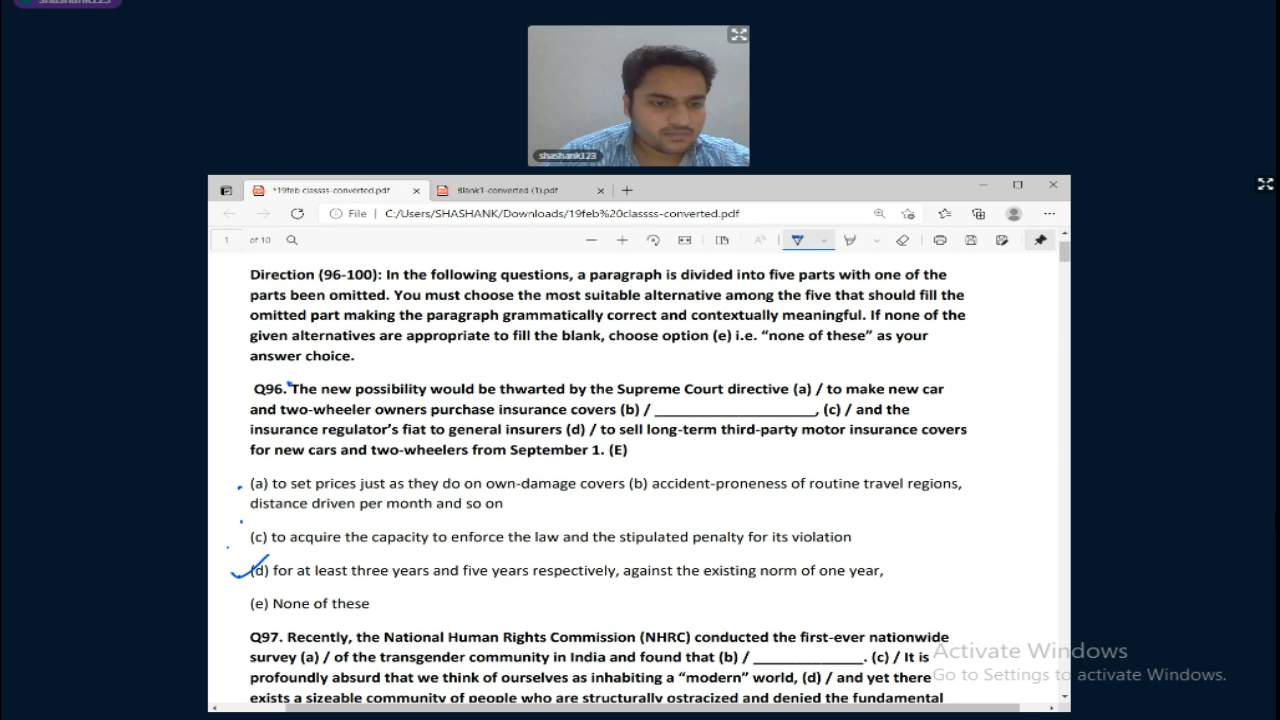 shashank123
shashank123
*19feb classss-converted.pdf
Blank1-converted (1).pdf
File | C:/Users/SHASHANK/Downloads/19feb%20classss-converted.pdf
1 of 10
Direction (96-100): In the following questions, a paragraph is divided into five parts with one of the
parts been omitted. You must choose the most suitable alternative among the five that should fill the
omitted part making the paragraph grammatically correct and contextually meaningful. If none of the
given alternatives are appropriate to fill the blank, choose option (e) i.e. “none of these” as your
answer choice.
Q96. The new possibility would be thwarted by the Supreme Court directive (a) / to make new car
and two-wheeler owners purchase insurance covers (b) / ____________________, (c) / and the
insurance regulator’s fiat to general insurers (d) / to sell long-term third-party motor insurance covers
for new cars and two-wheelers from September 1. (E)
(a) to set prices just as they do on own-damage covers (b) accident-proneness of routine travel regions,
distance driven per month and so on
(c) to acquire the capacity to enforce the law and the stipulated penalty for its violation
(d) for at least three years and five years respectively, against the existing norm of one year,
(e) None of these
Q97. Recently, the National Human Rights Commission (NHRC) conducted the first-ever nationwide
survey (a) / of the transgender community in India and found that (b) / ______________. (c) / It is
profoundly absurd that we think of ourselves as inhabiting a “modern” world, (d) / and yet there
exists a sizeable community of people who are structurally ostracized and denied the fundamental
Activate Windows
Go to Settings to activate Windows.